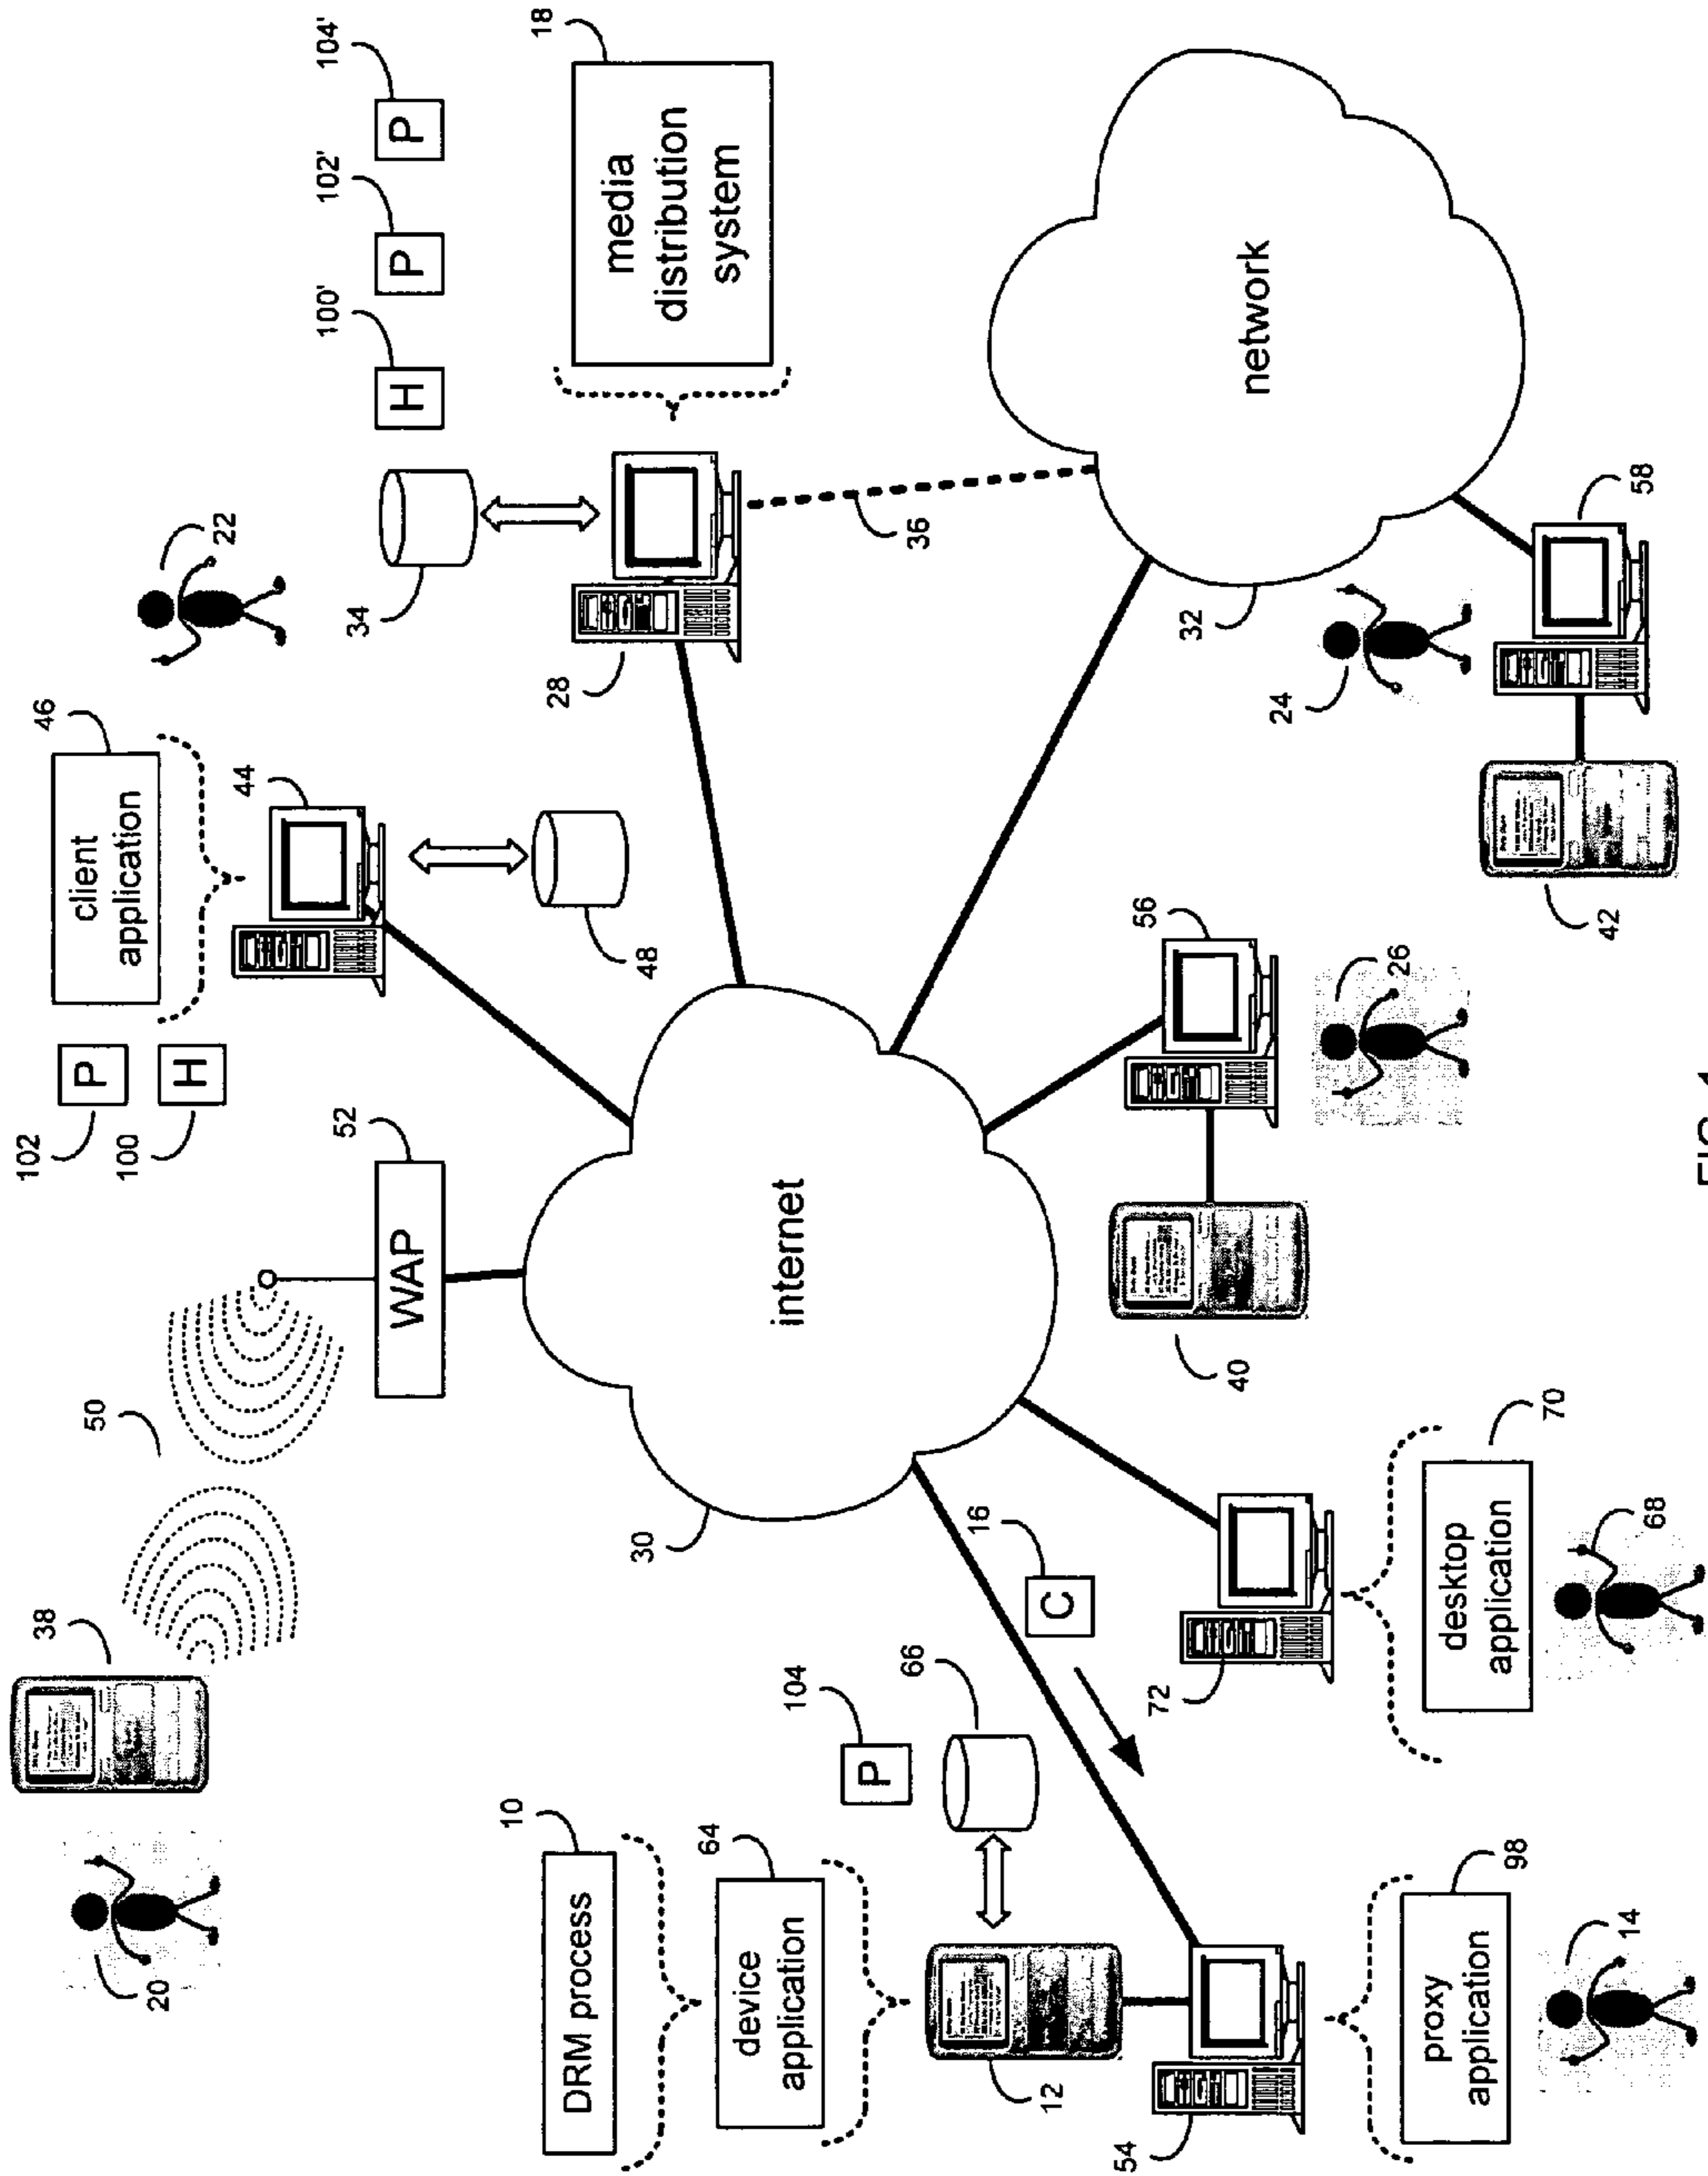 38
102
P
46
client
application
20
50
100
H
22
52
44
100'
102'
104'
34
H
P
P
WAP
10
DRM process
48
28
18
64
media
distribution
system
device
application
30
104
P
internet
66
16
36
12
C
54
72
40
56
32
network
24
58
26
42
98
70
proxy
application
desktop
application
14
68
FIG. 1